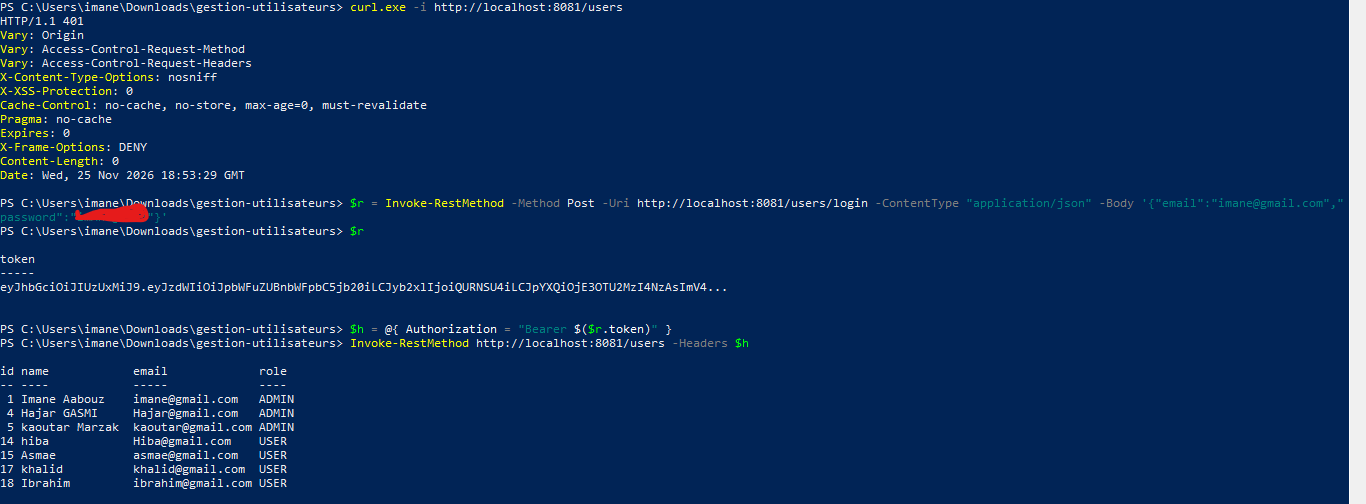 PS C:\Users\imane\Downloads\gestion-utilisateurs> curl.exe -i http://localhost:8081/users
HTTP/1.1 401
Vary: Origin
Vary: Access-Control-Request-Method
Vary: Access-Control-Request-Headers
X-Content-Type-Options: nosniff
X-XSS-Protection: 0
Cache-Control: no-cache, no-store, max-age=0, must-revalidate
Pragma: no-cache
Expires: 0
X-Frame-Options: DENY
Content-Length: 0
Date: Wed, 25 Nov 2026 18:53:29 GMT
PS C:\Users\imane\Downloads\gestion-utilisateurs> $r = Invoke-RestMethod -Method Post -Uri http://localhost:8081/users/login -ContentType "application/json" -Body '{"email":"imane@gmail.com","
password":" "}'
PS C:\Users\imane\Downloads\gestion-utilisateurs> $r
token
-----
eyJhbGciOiJIUzUxMiJ9.eyJzdWIiOiJpbWFuZUBnbWFpbC5jb20iLCJyb2xlIjoiQURNSU4iLCJpYXQiOjE3OTU2MzI4NzAsImV4...
PS C:\Users\imane\Downloads\gestion-utilisateurs> $h = @{ Authorization = "Bearer $($r.token)" }
PS C:\Users\imane\Downloads\gestion-utilisateurs> Invoke-RestMethod http://localhost:8081/users -Headers $h
id name email role
-- ---- ----- ----
1 Imane Aabouz imane@gmail.com ADMIN
4 Hajar GASMI Hajar@gmail.com ADMIN
5 kaoutar Marzak kaoutar@gmail.com ADMIN
14 hiba Hiba@gmail.com USER
15 Asmae asmae@gmail.com USER
17 khalid khalid@gmail.com USER
18 Ibrahim ibrahim@gmail.com USER